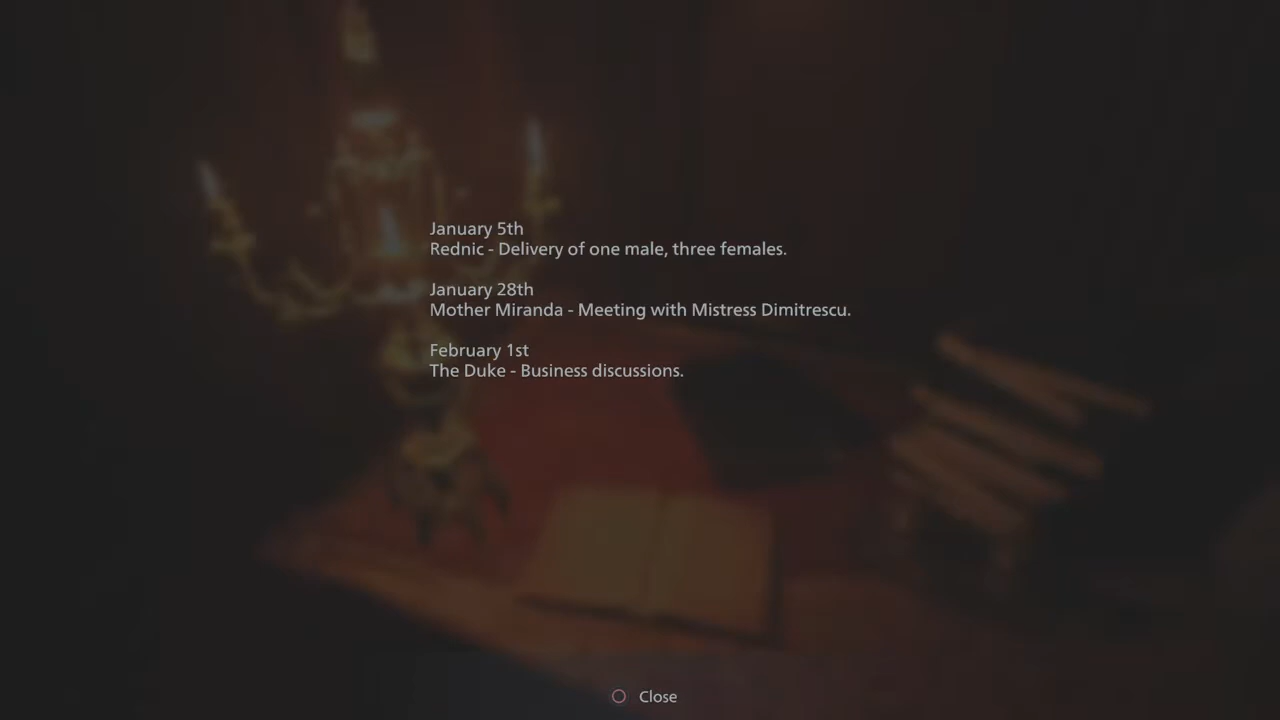 January 5th
Rednic - Delivery of one male, three females.
January 28th
Mother Miranda - Meeting with Mistress Dimitrescu.
February 1st
The Duke - Business discussions.
Close